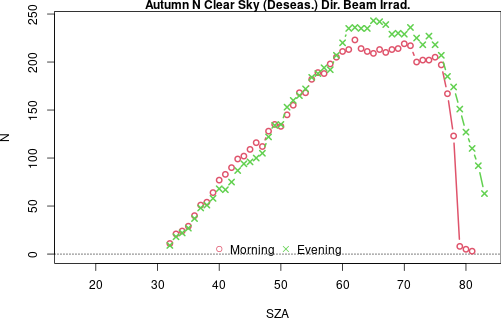 Autumn N Clear Sky (Deseas.) Dir. Beam Irrad.
N
250
200
150
100
50
0
Morning Evening
20 30 40 50 60 70 80
SZA